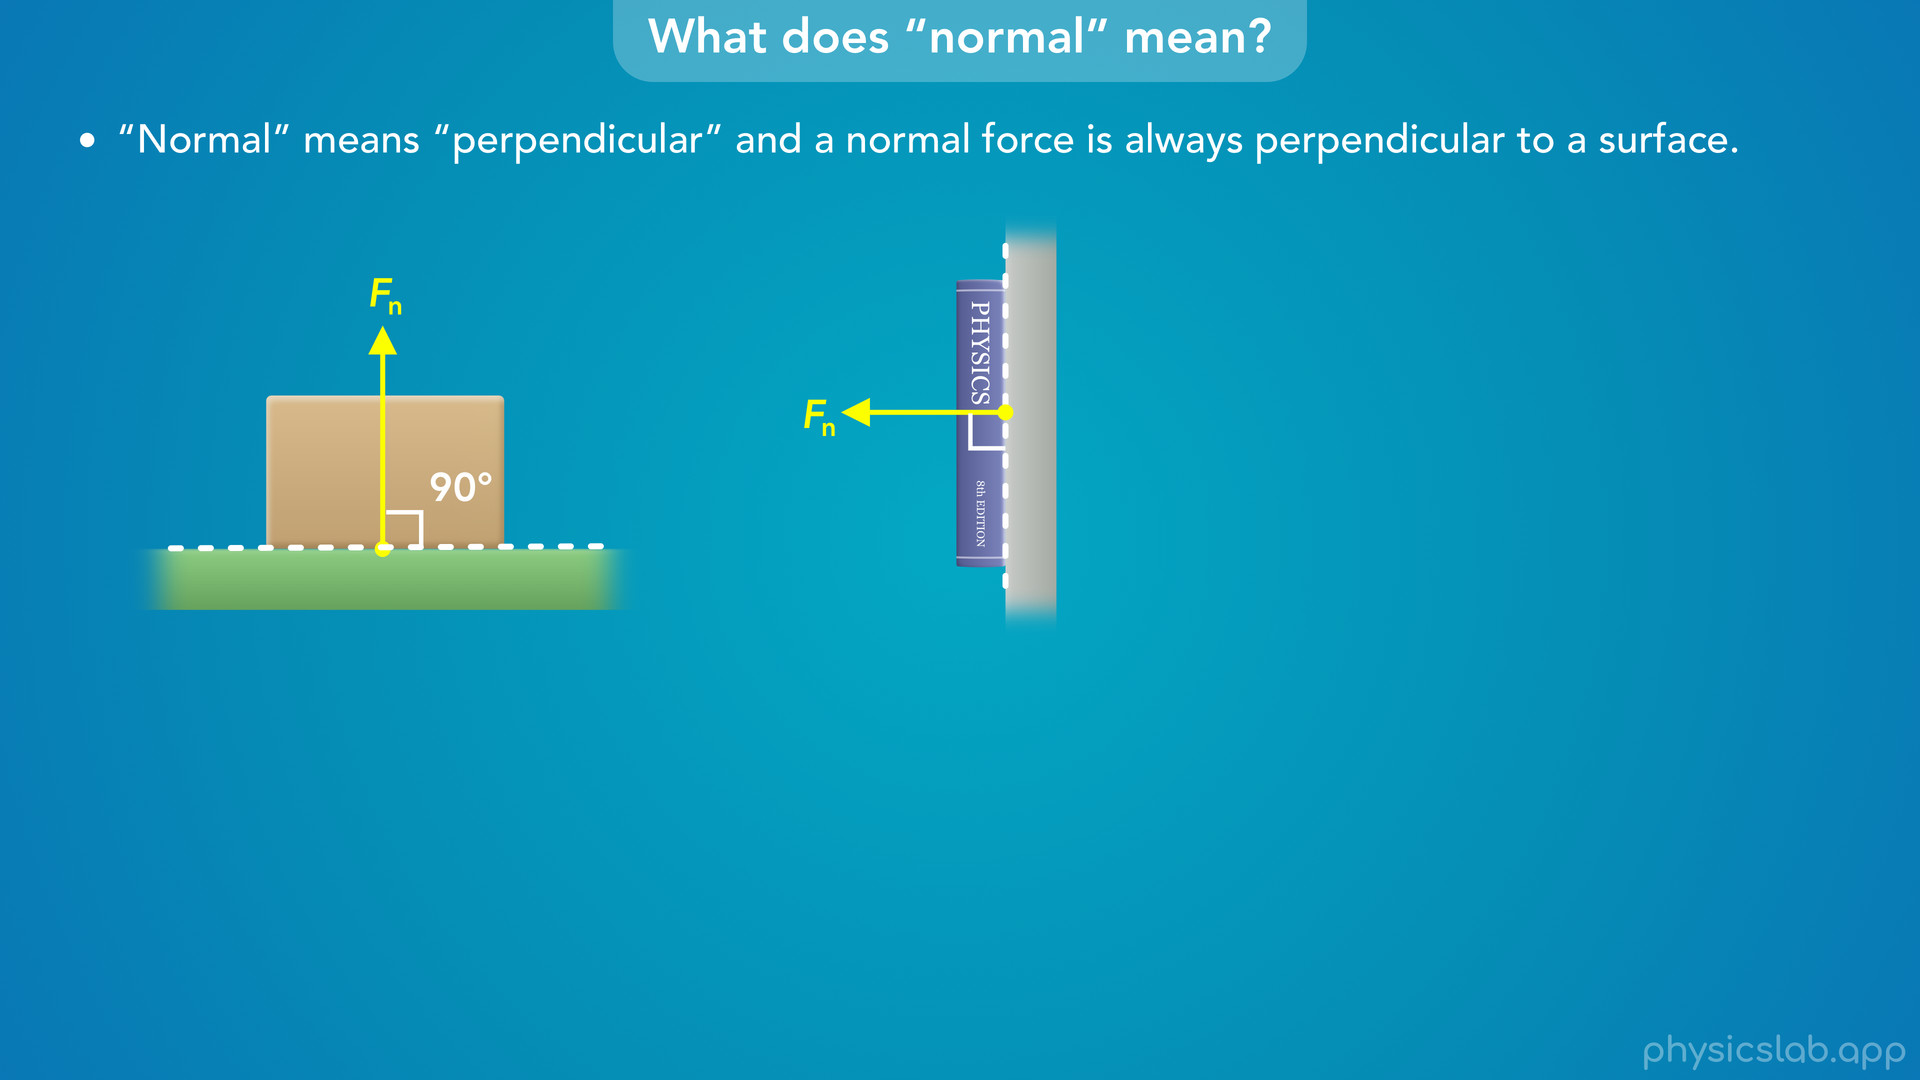 What does “normal” mean?
• “Normal” means “perpendicular” and a normal force is always perpendicular to a surface.
Fn
90°
Fn
PHYSICS
8th EDITION
physicslab.app